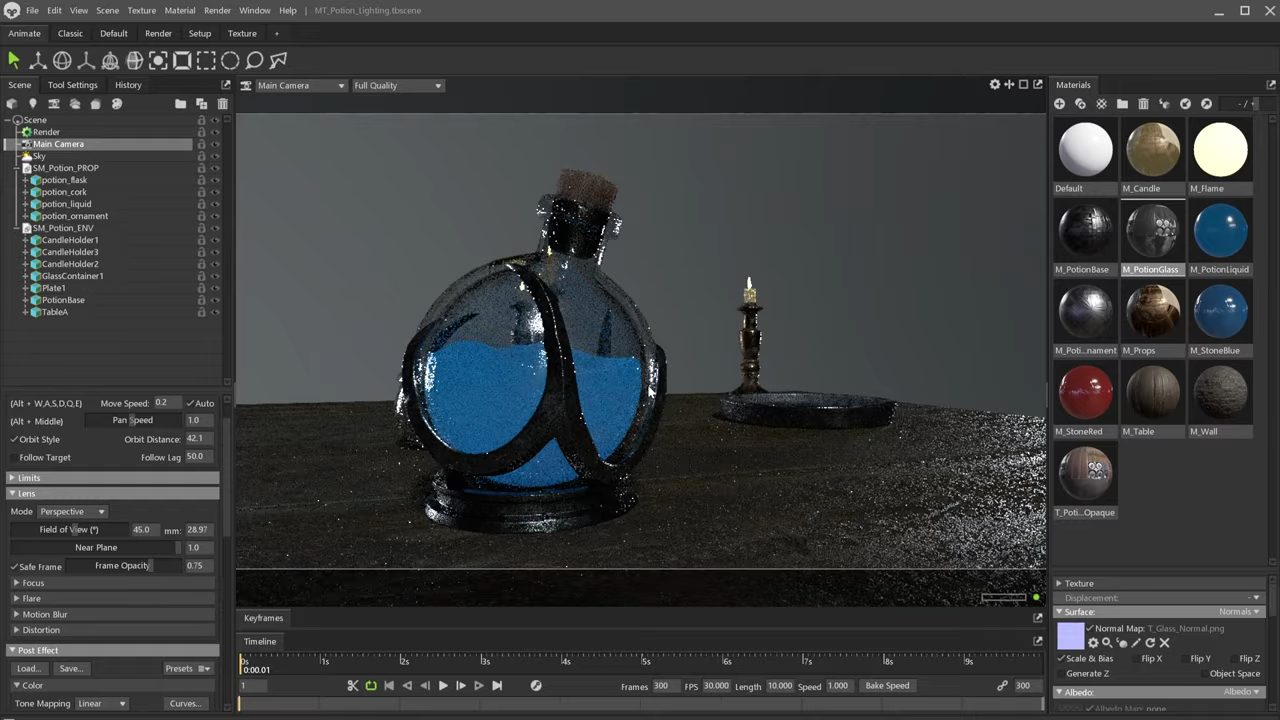 File Edit View Scene Texture Material Render Window Help MT_Potion_Lighting.tbscene
Animate Classic Default Render Setup Texture +
Scene Tool Settings History
Main Camera Full Quality
Materials
- / +
Scene
Render
Main Camera
Sky
SM_Potion_PROP
potion_flask
potion_cork
potion_liquid
potion_ornament
SM_Potion_ENV
CandleHolder1
CandleHolder3
CandleHolder2
GlassContainer1
Plate1
PotionBase
TableA
Default M_Candle M_Flame
M_PotionBase M_PotionGlass M_PotionLiquid
M_Poti...nament M_Props M_StoneBlue
M_StoneRed M_Table M_Wall
T_Poti...Opaque
(Alt + W,A,S,D,Q,E) Move Speed: 0.2 Auto
(Alt + Middle) Pan Speed 1.0
Orbit Style Orbit Distance: 42.1
Follow Target Follow Lag 50.0
Limits
Lens
Mode Perspective
Field of View (°) 45.0 mm: 28.97
Near Plane 1.0
Safe Frame Frame Opacity 0.75
Focus
Flare
Motion Blur
Distortion
Post Effect
Load... Save... Presets
Color
Tone Mapping Linear Curves...
Keyframes
Timeline
0s 1s 2s 3s 4s 5s 6s 7s 8s 9s
0:00.01
1 Frames 300 FPS 30.000 Length 10.000 Speed 1.000 Bake Speed 300
Texture
Displacement: -
Surface: Normals
Normal Map: T_Glass_Normal.png
Scale & Bias Flip X Flip Y Flip Z
Generate Z Object Space
Albedo: Albedo
Albedo Map: none